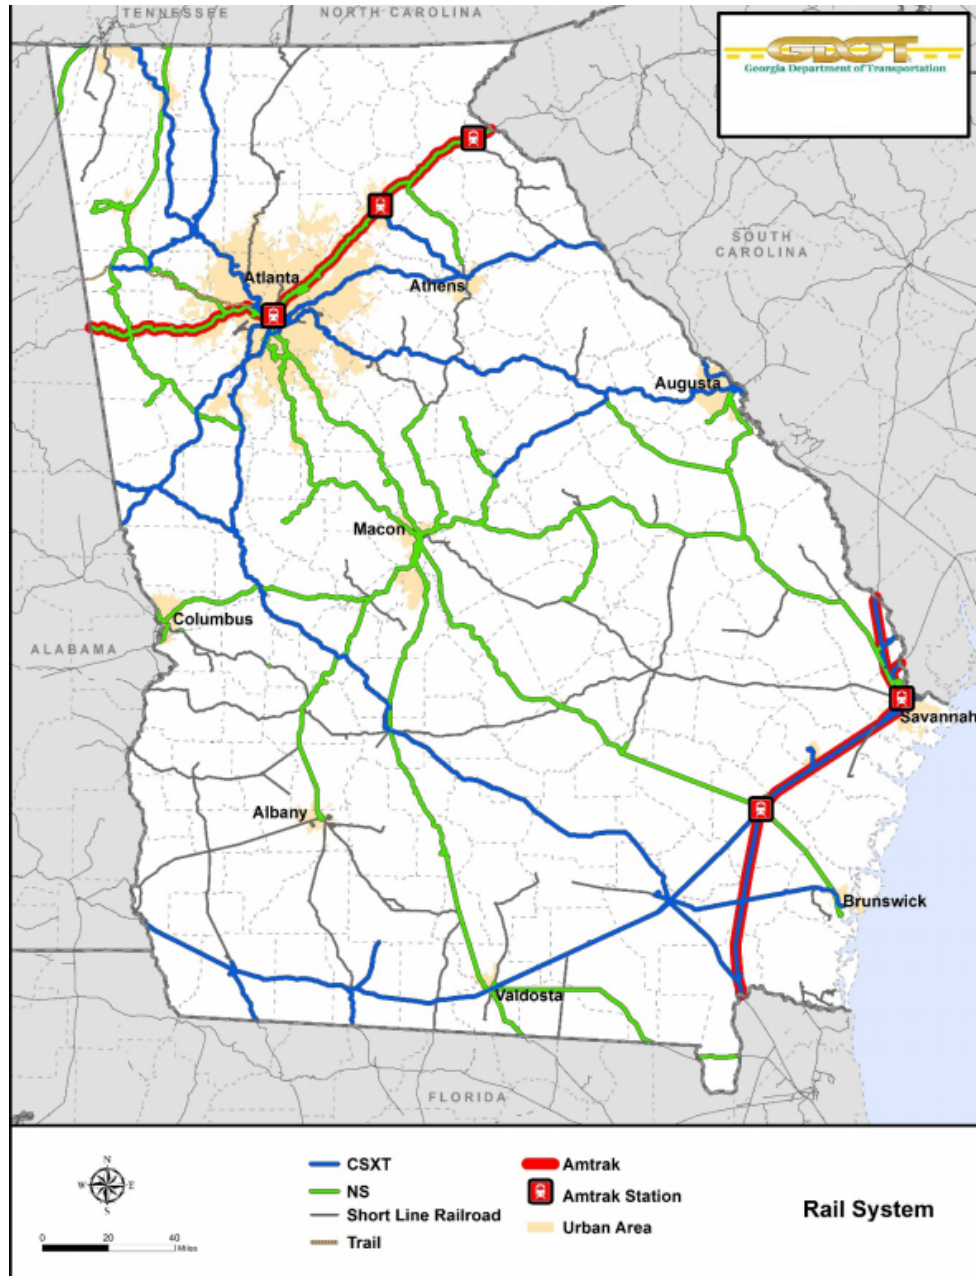 TENNESSEE
NORTH CAROLINA
GDOT
Georgia Department of Transportation
SOUTH
CAROLINA
Atlanta
Athens
Augusta
Macon
Columbus
ALABAMA
Savannah
Albany
Brunswick
Valdosta
FLORIDA
N
W
E
S
0
20
40
Miles
CSXT
NS
Short Line Railroad
Trail
Amtrak
Amtrak Station
Urban Area
Rail System